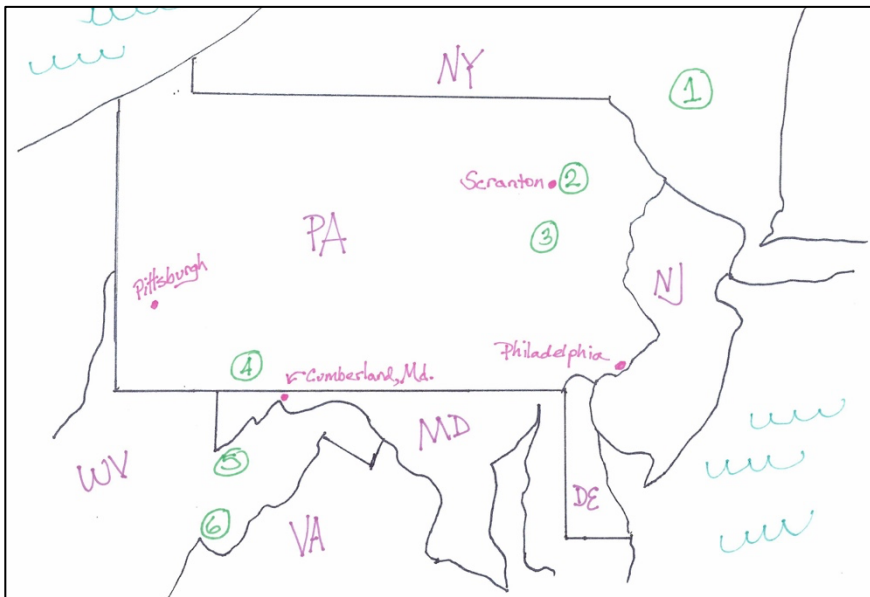 NY
1
Scranton
2
PA
3
NJ
Pittsburgh
4
Cumberland, Md.
Philadelphia
MD
WV
5
DE
6
VA